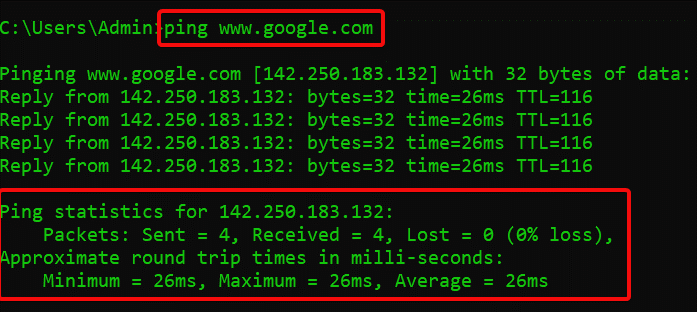 C:\Users\Admin>ping www.google.com
Pinging www.google.com [142.250.183.132] with 32 bytes of data:
Reply from 142.250.183.132: bytes=32 time=26ms TTL=116
Reply from 142.250.183.132: bytes=32 time=26ms TTL=116
Reply from 142.250.183.132: bytes=32 time=26ms TTL=116
Reply from 142.250.183.132: bytes=32 time=26ms TTL=116
Ping statistics for 142.250.183.132:
Packets: Sent = 4, Received = 4, Lost = 0 (0% loss),
Approximate round trip times in milli-seconds:
Minimum = 26ms, Maximum = 26ms, Average = 26ms